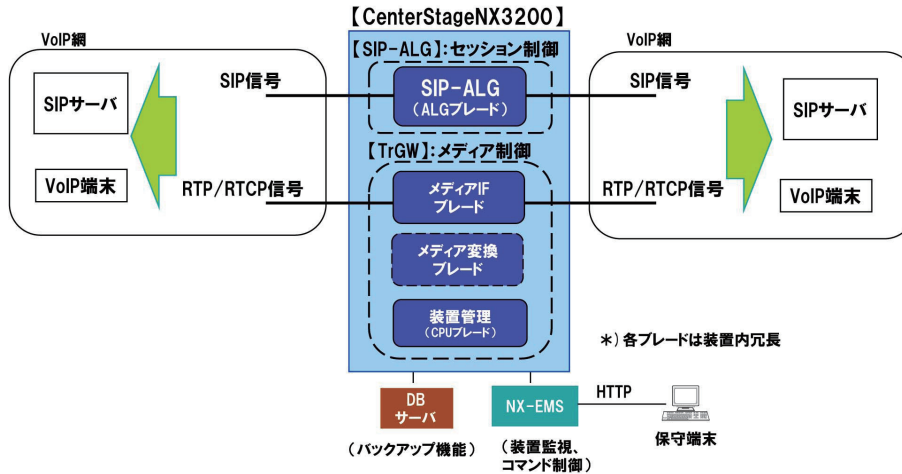 【CenterStageNX3200】
VoIP網
【SIP-ALG】:セッション制御
VoIP網
SIP信号
SIP-ALG
(ALGブレード)
SIP信号
SIPサーバ
SIPサーバ
【TrGW】:メディア制御
VoIP端末
RTP/RTCP信号
メディアIF
ブレード
RTP/RTCP信号
VoIP端末
メディア変換
ブレード
装置管理
(CPUブレード)
*)各ブレードは装置内冗長
DB
サーバ
NX-EMS
HTTP
(バックアップ機能)
(装置監視、
コマンド制御)
保守端末